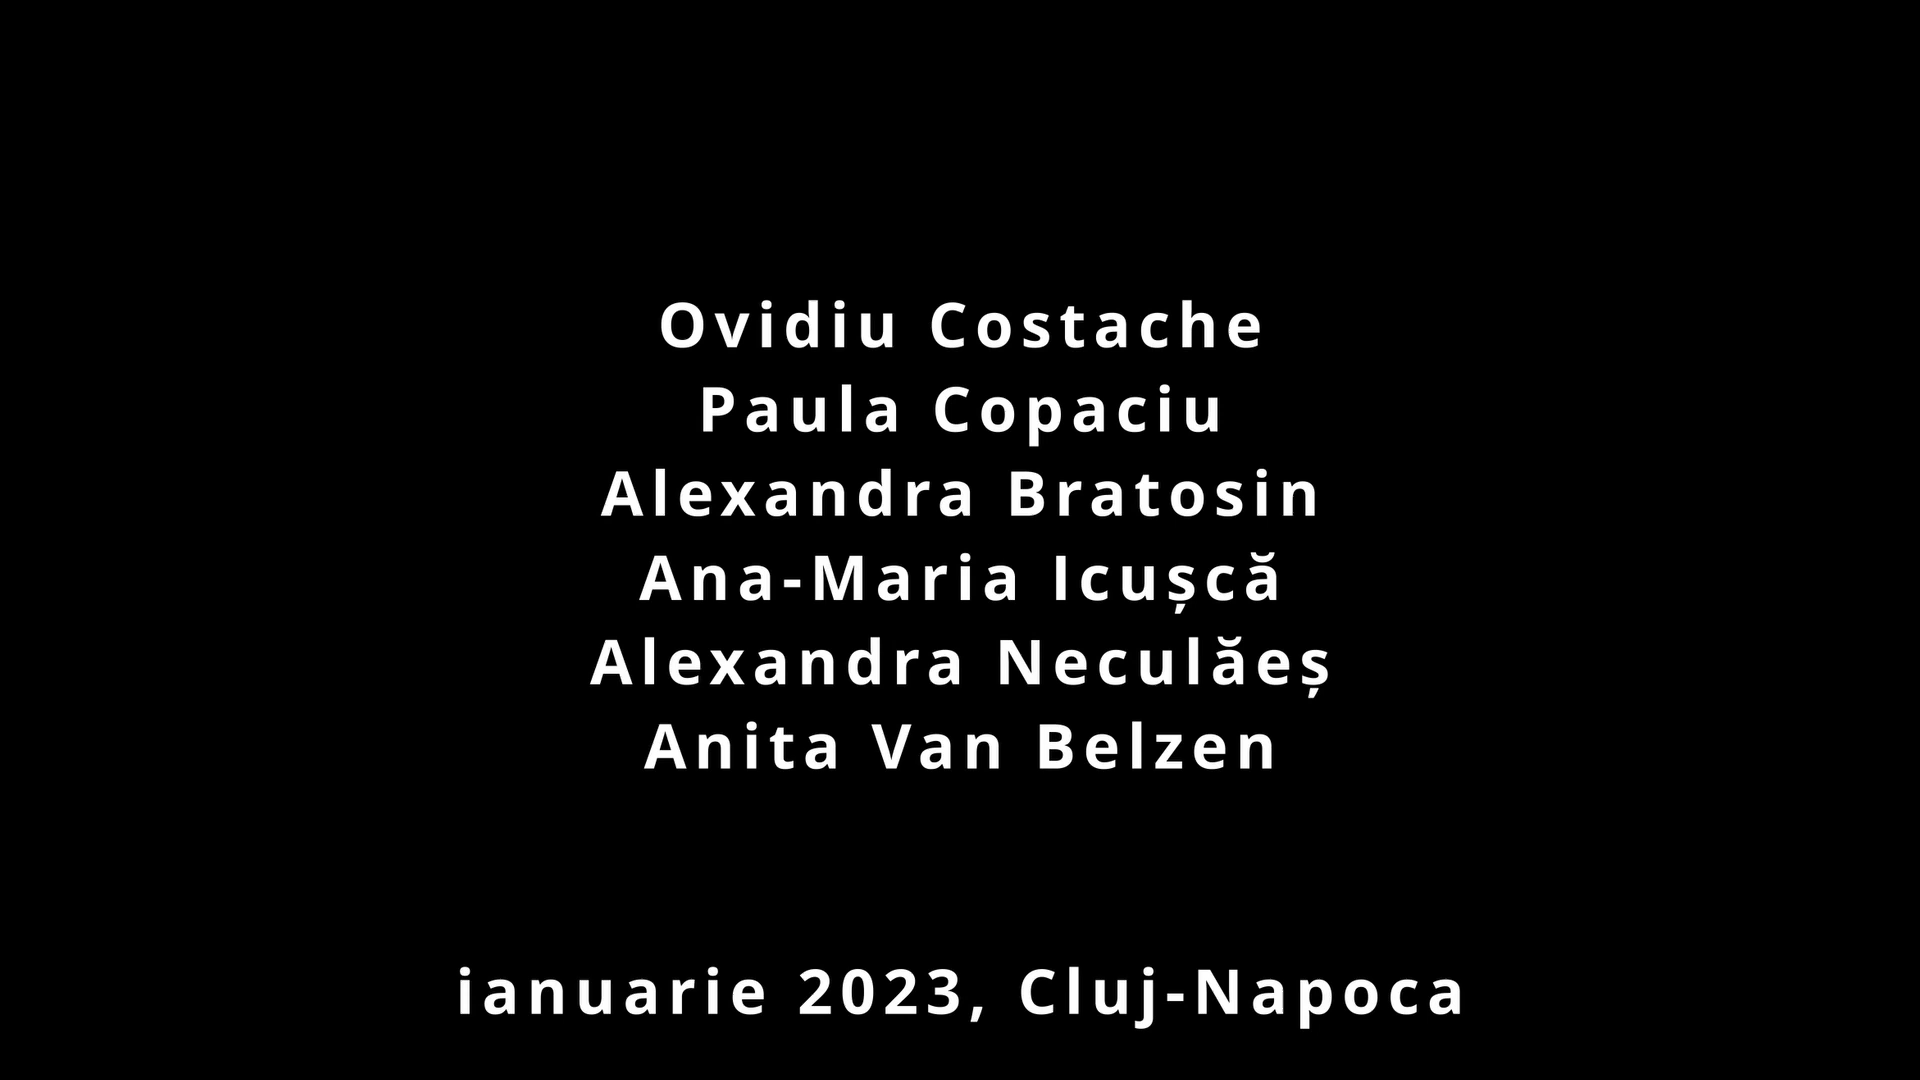 Ovidiu Costache
Paula Copaciu
Alexandra Bratosin
Ana-Maria Icușcă
Alexandra Neculăeș
Anita Van Belzen
ianuarie 2023, Cluj-Napoca